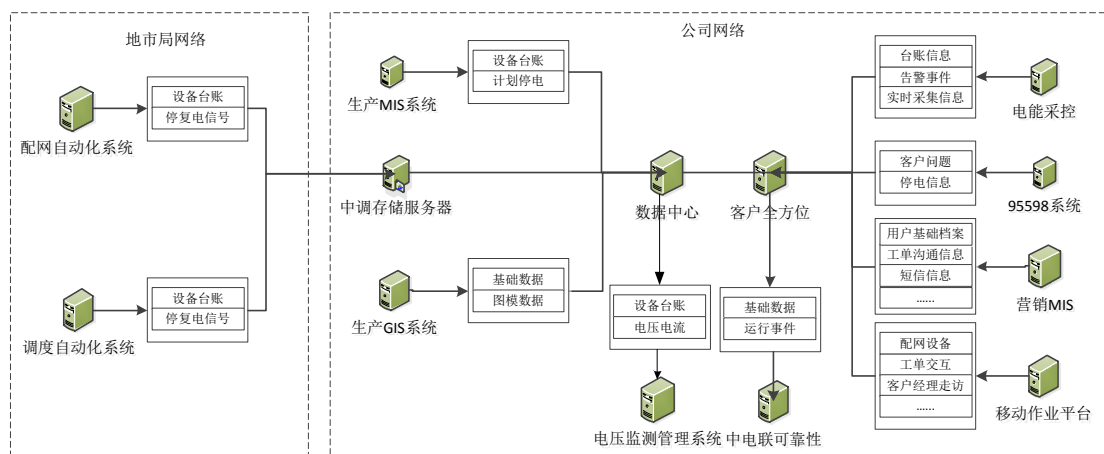 地市局网络
设备台账
停复电信号
配网自动化系统
设备台账
停复电信号
调度自动化系统
公司网络
设备台账
计划停电
生产MIS系统
中调存储服务器
基础数据
图模数据
生产GIS系统
数据中心
客户全方位
设备台账
电压电流
电压监测管理系统
基础数据
运行事件
中电联可靠性
台账信息
告警事件
实时采集信息
电能采控
客户问题
停电信息
95598系统
用户基础档案
工单沟通信息
短信信息
......
营销MIS
配网设备
工单交互
客户经理走访
......
移动作业平台